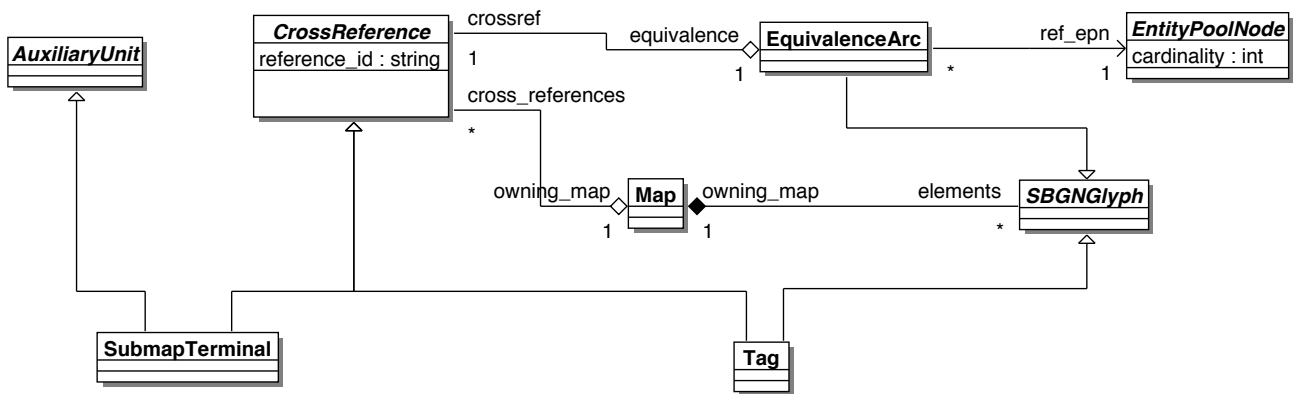 AuxiliaryUnit
CrossReference
reference_id : string
crossref
1
equivalence
1
EquivalenceArc
*
ref_epn
1
EntityPoolNode
cardinality : int
cross_references
*
owning_map
1
Map
owning_map
1
elements
*
SBGNGlyph
SubmapTerminal
Tag